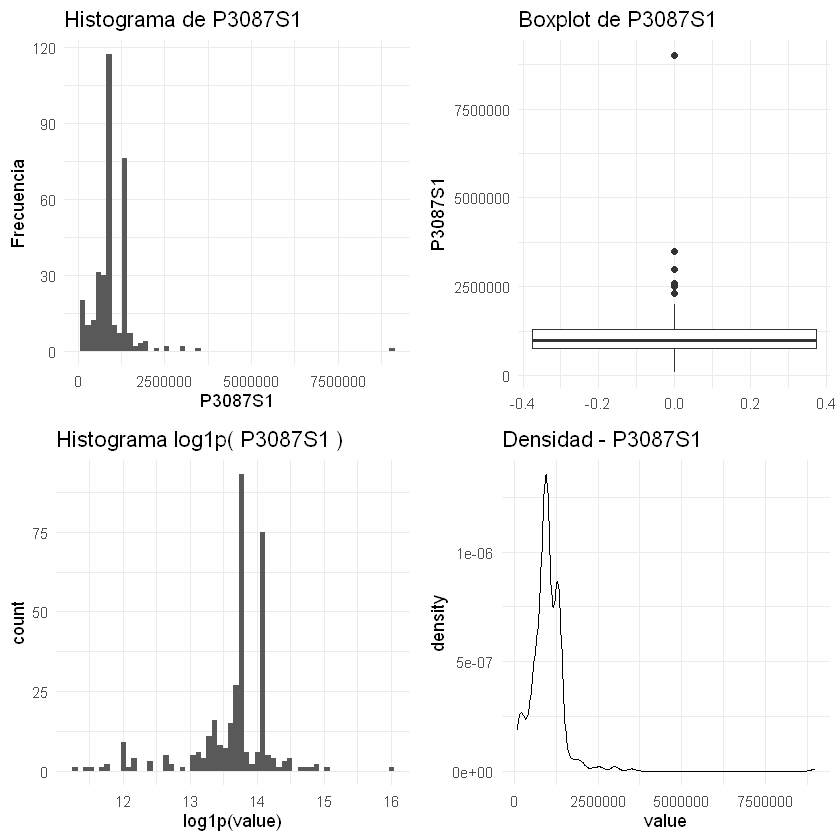 Histograma de P3087S1
120
90
60
30
0
Frecuencia
0 2500000 5000000 7500000
P3087S1
Boxplot de P3087S1
7500000
5000000
2500000
0
P3087S1
-0.4 -0.2 0.0 0.2 0.4
Histograma log1p( P3087S1 )
75
50
25
0
count
12 13 14 15 16
log1p(value)
Densidad - P3087S1
1e-06
5e-07
0e+00
density
0 2500000 5000000 7500000
value